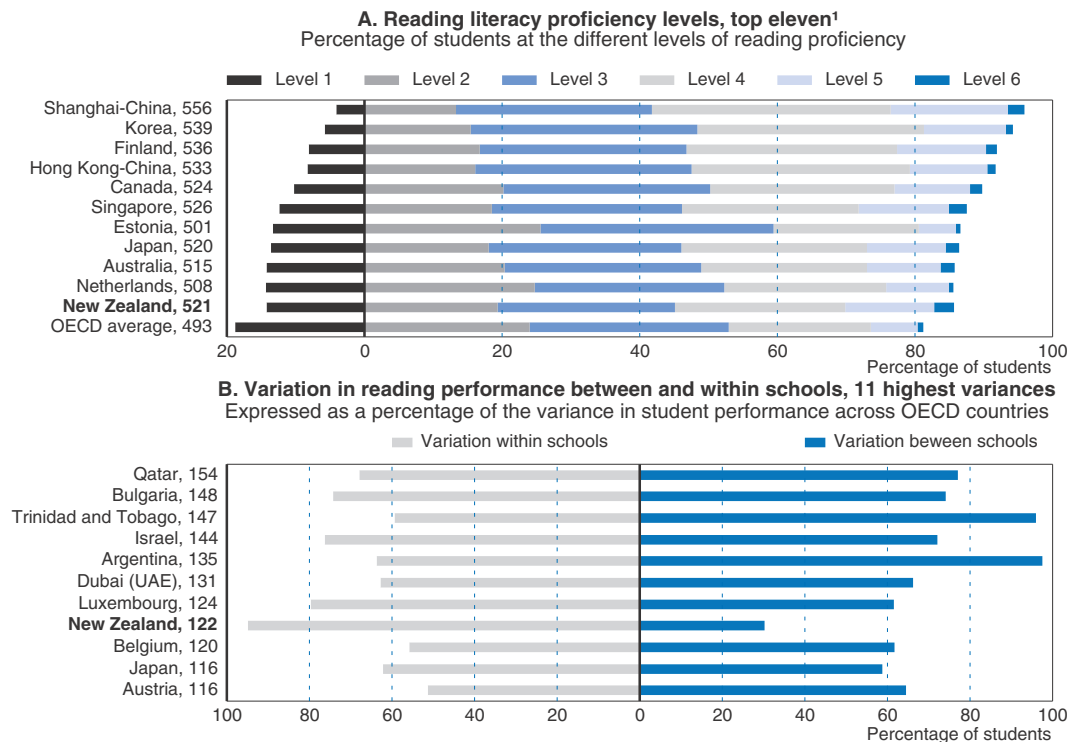 A. Reading literacy proficiency levels, top eleven¹
Percentage of students at the different levels of reading proficiency
Level 1 Level 2 Level 3 Level 4 Level 5 Level 6
Shanghai-China, 556
Korea, 539
Finland, 536
Hong Kong-China, 533
Canada, 524
Singapore, 526
Estonia, 501
Japan, 520
Australia, 515
Netherlands, 508
New Zealand, 521
OECD average, 493
20 0 20 40 60 80 100
Percentage of students
B. Variation in reading performance between and within schools, 11 highest variances
Expressed as a percentage of the variance in student performance across OECD countries
Variation within schools Variation beween schools
Qatar, 154
Bulgaria, 148
Trinidad and Tobago, 147
Israel, 144
Argentina, 135
Dubai (UAE), 131
Luxembourg, 124
New Zealand, 122
Belgium, 120
Japan, 116
Austria, 116
100 80 60 40 20 0 20 40 60 80 100
Percentage of students